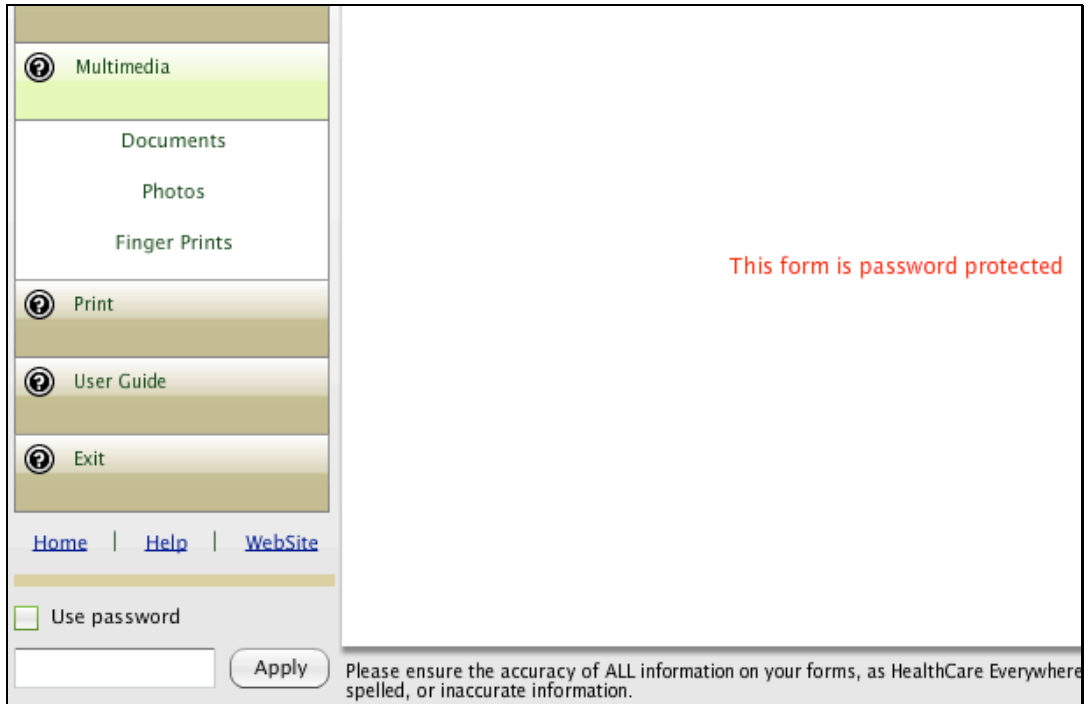 Multimedia
Documents
Photos
Finger Prints
Print
User Guide
Exit
Home | Help | WebSite
Use password
Apply
This form is password protected
Please ensure the accuracy of ALL information on your forms, as HealthCare Everywhere
spelled, or inaccurate information.